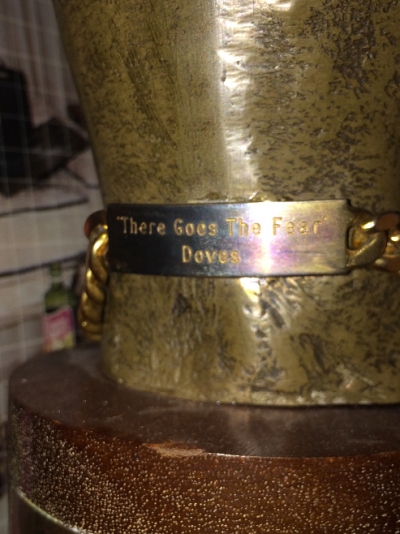 "There Goes The Fear"
Doves